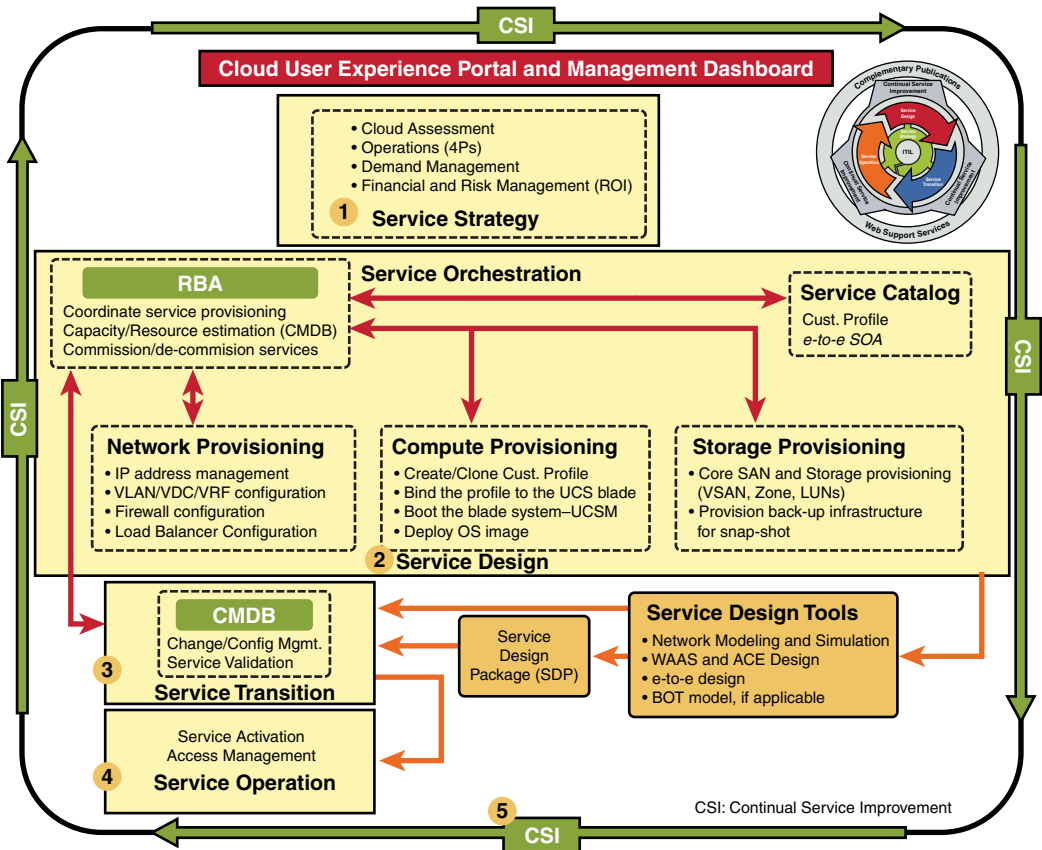 CSI
Cloud User Experience Portal and Management Dashboard
Complementary Publications
Continual Service
Improvement
Service
Design
Service
Strategy
ITIL
Service
Operation
Service
Transition
Continual Service
Improvement
Continual Service
Improvement
Web Support Services
• Cloud Assessment
• Operations (4Ps)
• Demand Management
• Financial and Risk Management (ROI)
1 Service Strategy
Service Orchestration
RBA
Coordinate service provisioning
Capacity/Resource estimation (CMDB)
Commission/de-commision services
Service Catalog
Cust. Profile
e-to-e SOA
CSI
CSI
Network Provisioning
• IP address management
• VLAN/VDC/VRF configuration
• Firewall configuration
• Load Balancer Configuration
Compute Provisioning
• Create/Clone Cust. Profile
• Bind the profile to the UCS blade
• Boot the blade system–UCSM
• Deploy OS image
Storage Provisioning
• Core SAN and Storage provisioning
(VSAN, Zone, LUNs)
• Provision back-up infrastructure
for snap-shot
2 Service Design
CMDB
Change/Config Mgmt.
Service Validation
3
Service Transition
Service
Design
Package (SDP)
Service Design Tools
• Network Modeling and Simulation
• WAAS and ACE Design
• e-to-e design
• BOT model, if applicable
Service Activation
Access Management
4 Service Operation
5
CSI
CSI: Continual Service Improvement